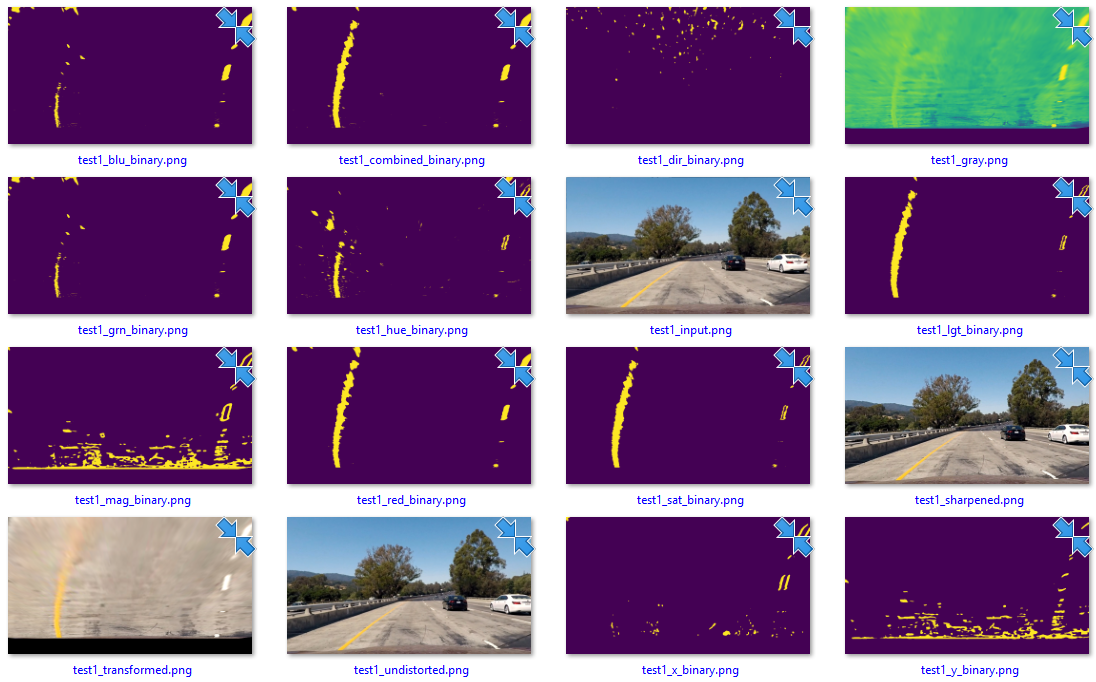 test1_blu_binary.png
test1_combined_binary.png
test1_dir_binary.png
test1_gray.png
test1_grn_binary.png
test1_hue_binary.png
test1_input.png
test1_lgt_binary.png
test1_mag_binary.png
test1_red_binary.png
test1_sat_binary.png
test1_sharpened.png
test1_transformed.png
test1_undistorted.png
test1_x_binary.png
test1_y_binary.png